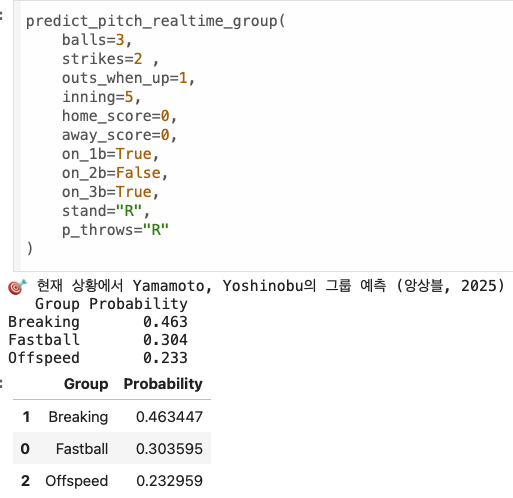 predict_pitch_realtime_group(
    balls=3,
    strikes=2 ,
    outs_when_up=1,
    inning=5,
    home_score=0,
    away_score=0,
    on_1b=True,
    on_2b=False,
    on_3b=True,
    stand="R",
    p_throws="R"
)
🎯 현재 상황에서 Yamamoto, Yoshinobu의 그룹 예측 (앙상블, 2025)
   Group Probability
Breaking       0.463
Fastball       0.304
Offspeed       0.233
Group Probability
1 Breaking 0.463447
0 Fastball 0.303595
2 Offspeed 0.232959